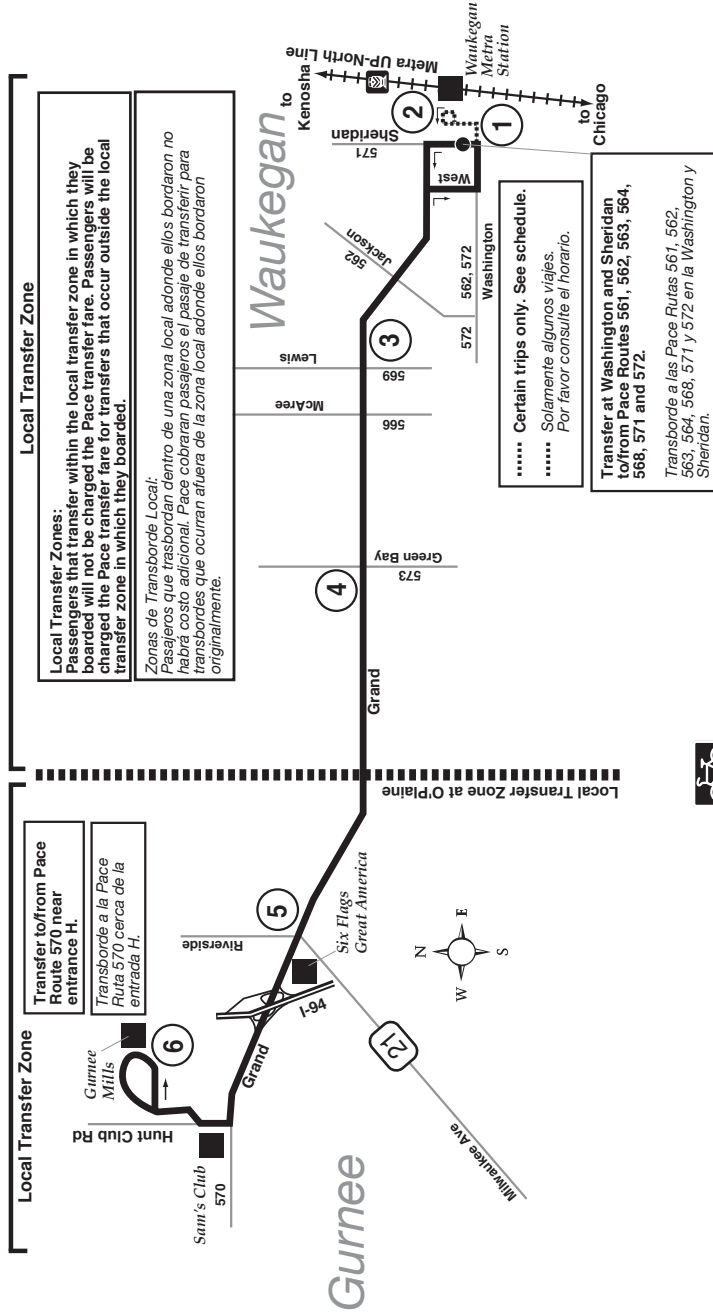 Local Transfer Zone
Local Transfer Zone
Transfer to/from Pace
Route 570 near
entrance H.
Transborde a la Pace
Ruta 570 cerca de la
entrada H.
Local Transfer Zones:
Passengers that transfer within the local transfer zone in which they
boarded will not be charged the Pace transfer fare. Passengers will be
charged the Pace transfer fare for transfers that occur outside the local
transfer zone in which they boarded.
Zonas de Transborde Local:
Pasajeros que trasbordan dentro de una zona local adonde ellos bordaron no
habrá costo adicional. Pace cobraran pasajeros el pasaje de transferir para
transbordes que ocurran afuera de la zona local adonde ellos bordaron
originalmente.
Gurnee
Mills
6
Hunt Club Rd
Sam's Club
570
Grand
I-94
Six Flags
Great America
Riverside
5
21
Milwaukee Ave
Gurnee
N
W
E
S
Local Transfer Zone at O'Plaine
Grand
4
Green Bay
573
McAree
566
Lewis
569
3
Waukegan
Jackson
562
572
562, 572
Washington
West
Sheridan
571
1
2
to
Kenosha
Metra UP-North Line
Waukegan
Metra
Station
to
Chicago
Certain trips only. See schedule.
Solamente algunos viajes.
Por favor consulte el horario.
Transfer at Washington and Sheridan
to/from Pace Routes 561, 562, 563, 564,
568, 571 and 572.
Transborde a las Pace Rutas 561, 562,
563, 564, 568, 571 y 572 en la Washington y
Sheridan.